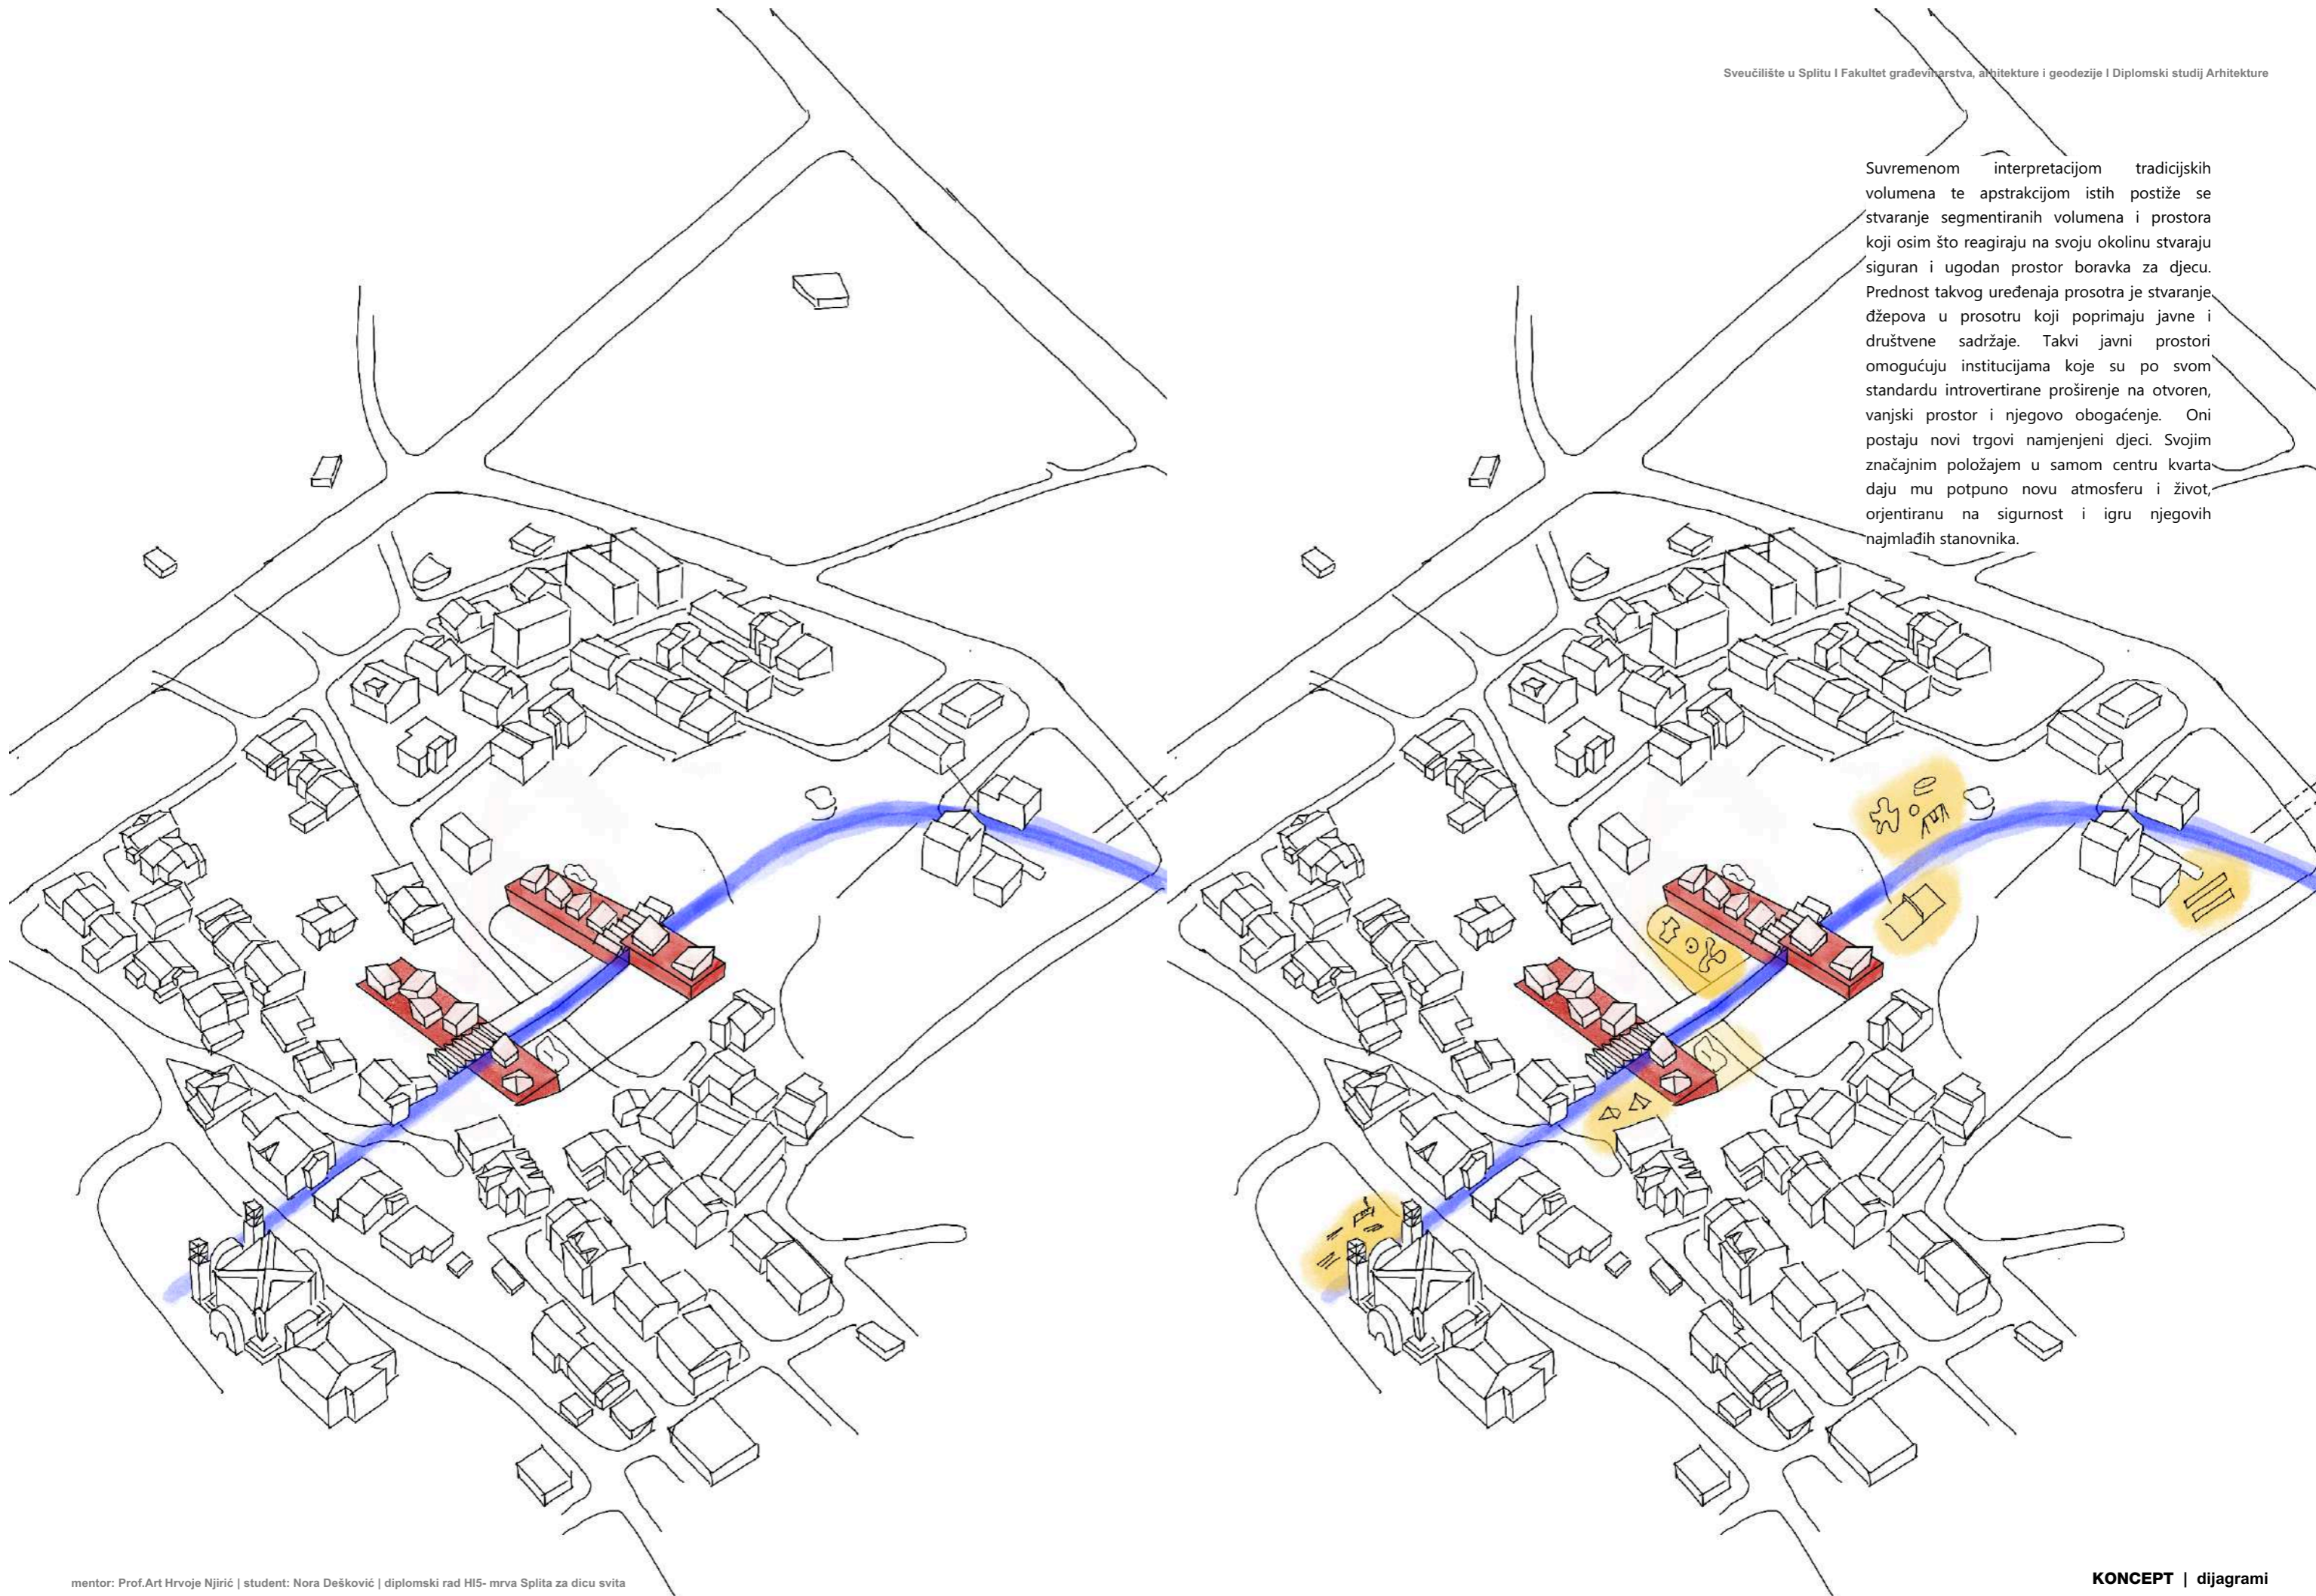 Sveučilište u Splitu I Fakultet građevinarstva, arhitekture i geodezije I Diplomski studij Arhitekture
Suvremenom interpretacijom tradicijskih
volumena te apstrakcijom istih postiže se
stvaranje segmentiranih volumena i prostora
koji osim što reagiraju na svoju okolinu stvaraju
siguran i ugodan prostor boravka za djecu.
Prednost takvog uređenaja prosotra je stvaranje
džepova u prosotru koji poprimaju javne i
društvene sadržaje. Takvi javni prostori
omogućuju institucijama koje su po svom
standardu introvertirane proširenje na otvoren,
vanjski prostor i njegovo obogaćenje. Oni
postaju novi trgovi namjenjeni djeci. Svojim
značajnim položajem u samom centru kvarta
daju mu potpuno novu atmosferu i život,
orjentiranu na sigurnost i igru njegovih
najmlađih stanovnika.
mentor: Prof.Art Hrvoje Njirić | student: Nora Dešković | diplomski rad HI5- mrva Splita za dicu svita
KONCEPT | dijagrami